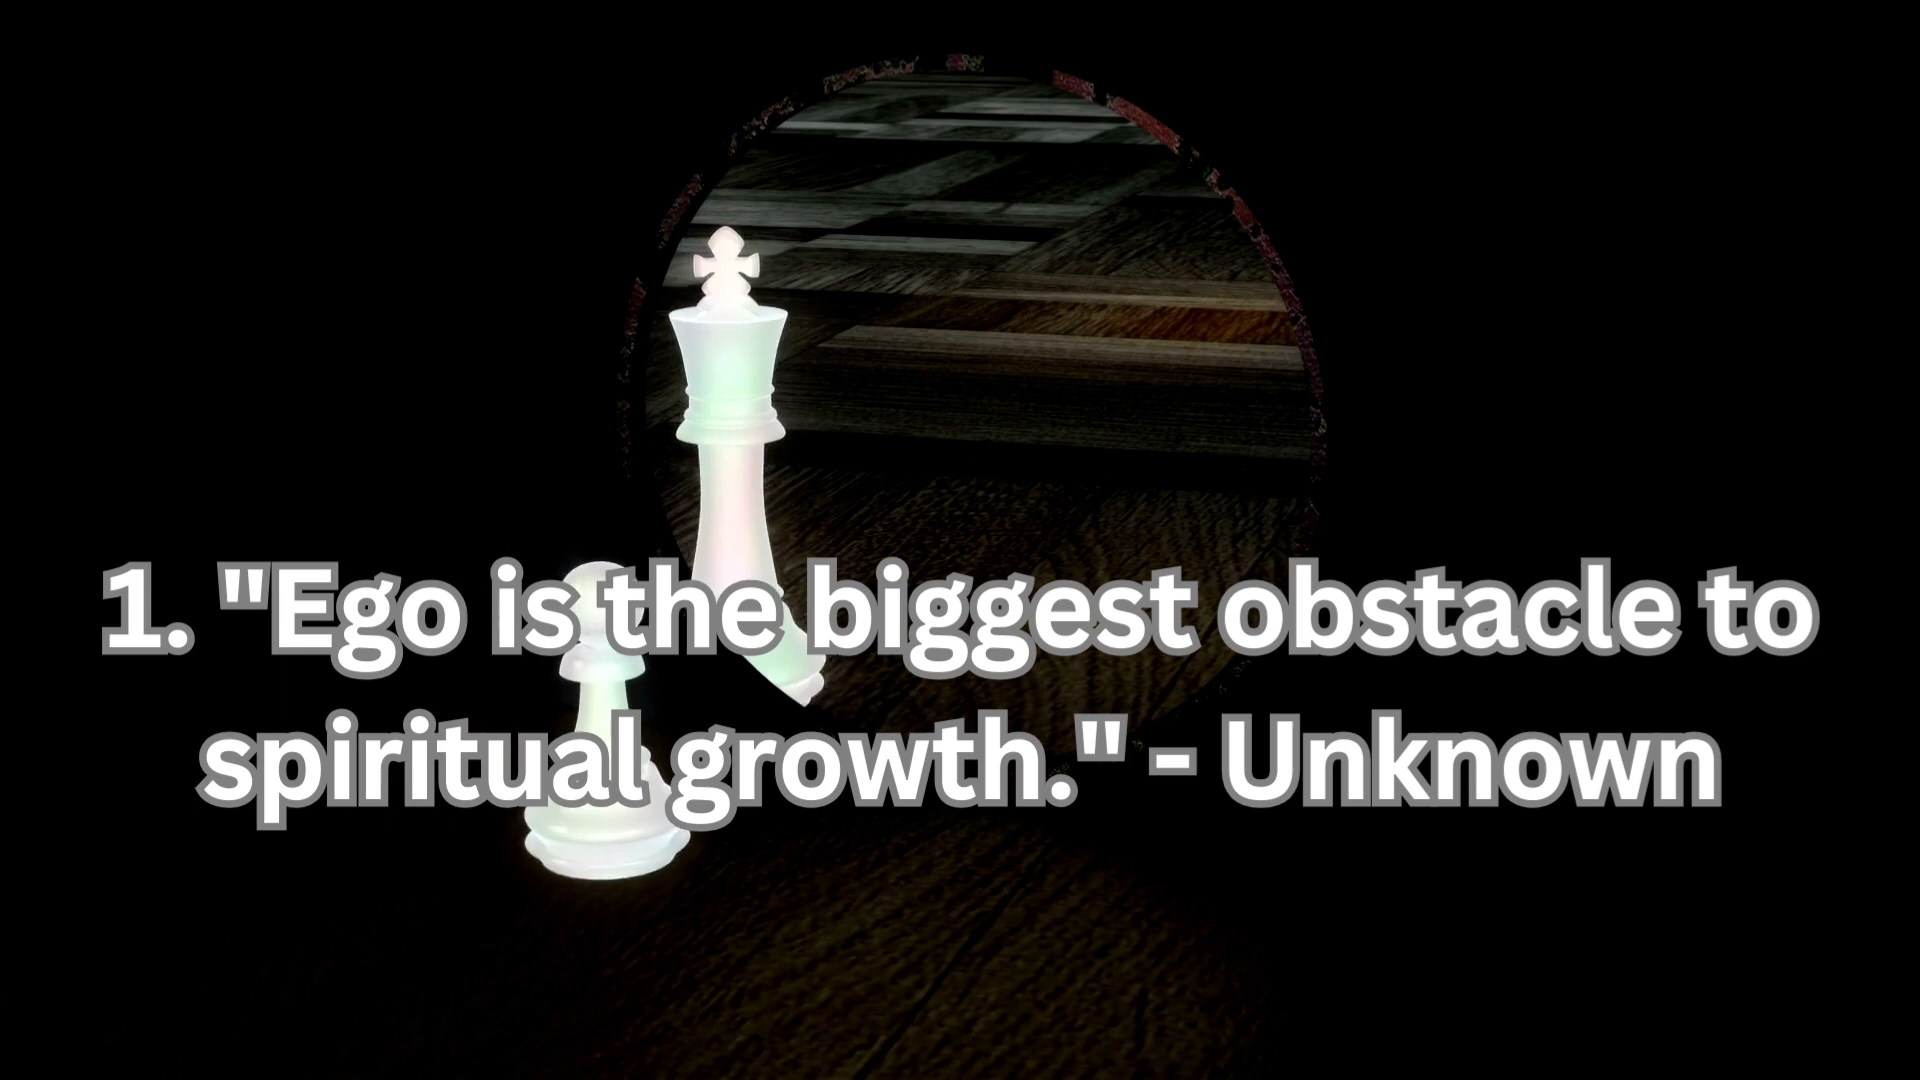 1. "Ego is the biggest obstacle to
spiritual growth." - Unknown